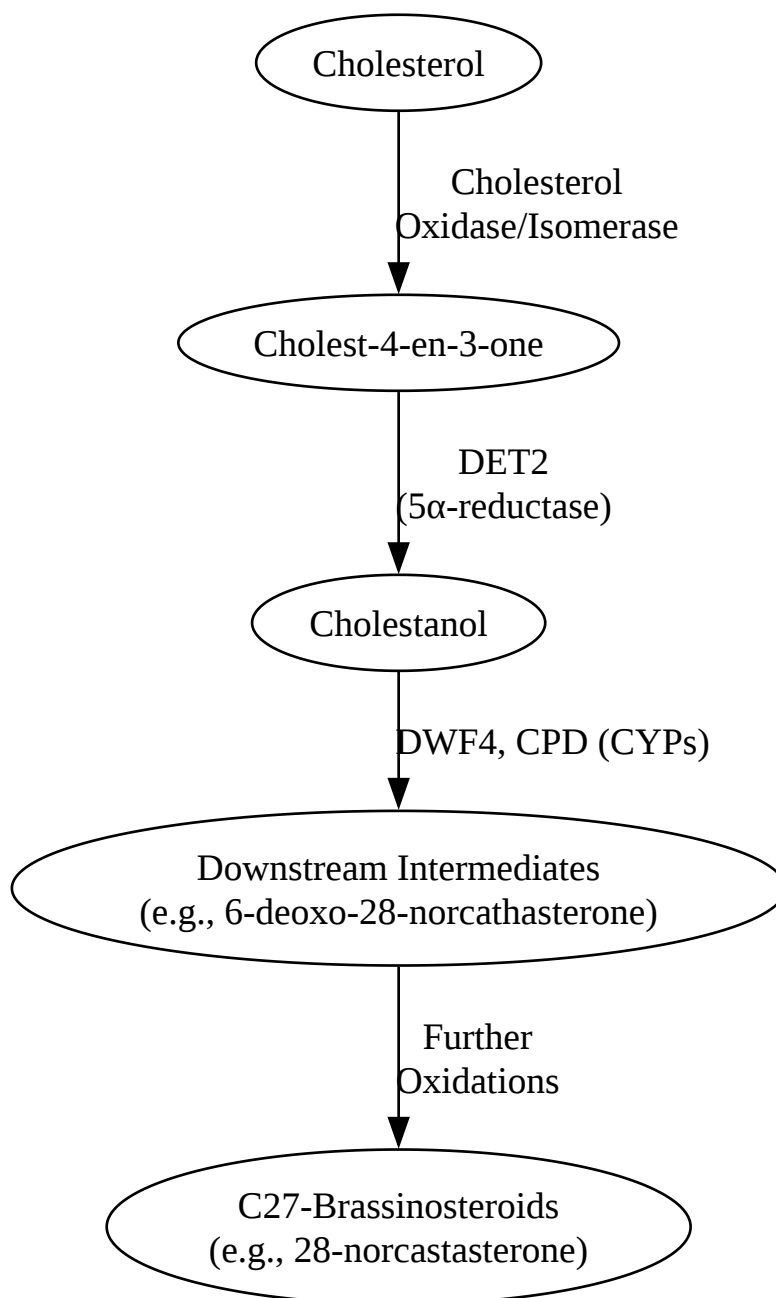 Cholesterol
Cholesterol
Oxidase/Isomerase
Cholest-4-en-3-one
DET2
(5α-reductase)
Cholestanol
DWF4, CPD (CYPs)
Downstream Intermediates
(e.g., 6-deoxo-28-norcathasterone)
Further
Oxidations
C27-Brassinosteroids
(e.g., 28-norcastasterone)